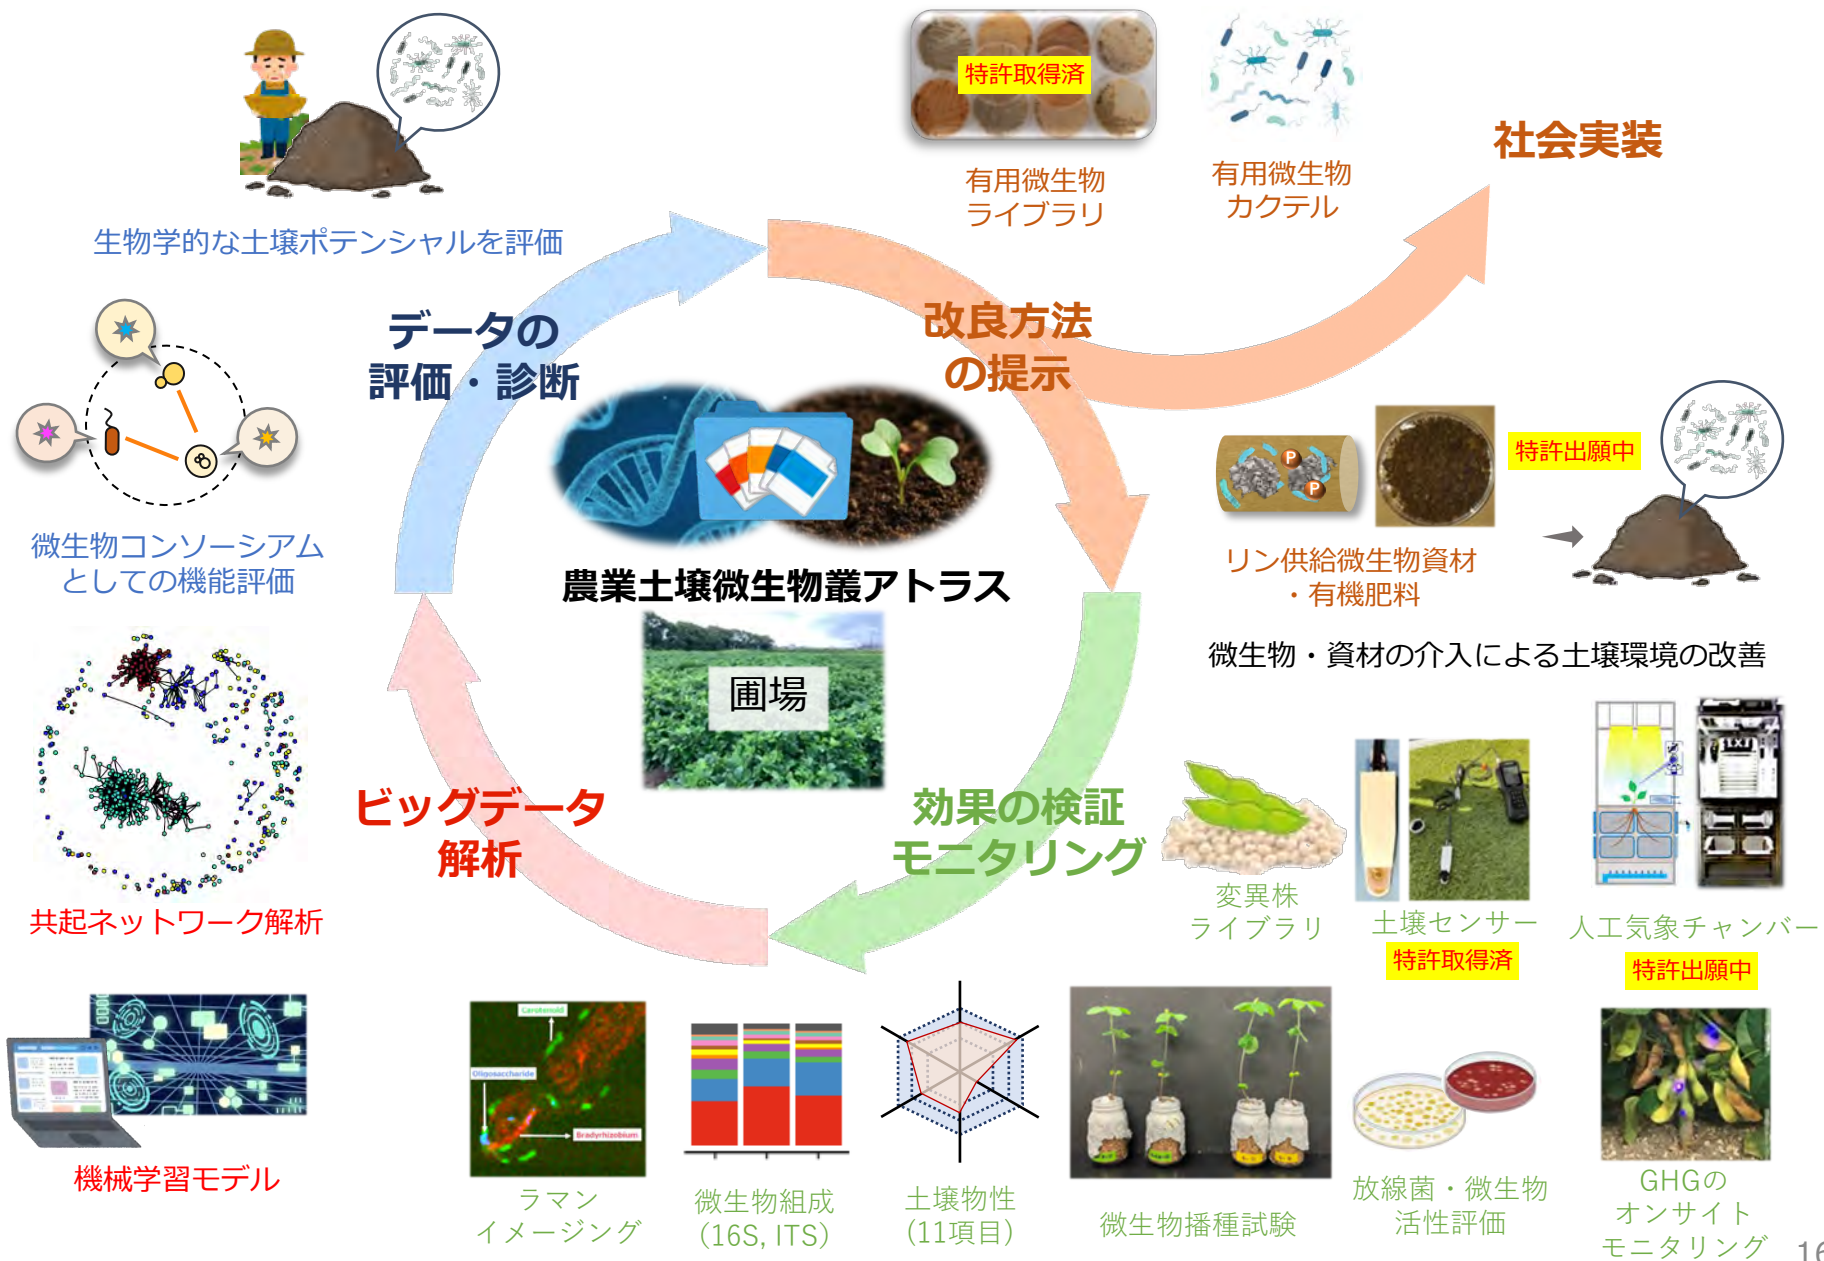 特許取得済
有用微生物
ライブラリ
有用微生物
カクテル
社会実装
生物学的な土壌ポテンシャルを評価
データの
評価・診断
改良方法
の提示
微生物コンソーシアム
としての機能評価
農業土壌微生物叢アトラス
圃場
P
P
特許出願中
リン供給微生物資材
・有機肥料
微生物・資材の介入による土壌環境の改善
ビッグデータ
解析
効果の検証
モニタリング
共起ネットワーク解析
機械学習モデル
変異株
ライブラリ
土壌センサー
特許取得済
人工気象チャンバー
特許出願中
Carotenoid
Oligosaccharide
Bradyrhizobium
ラマン
イメージング
微生物組成
(16S, ITS)
土壌物性
(11項目)
微生物播種試験
放線菌・微生物
活性評価
GHGの
オンサイト
モニタリング
16